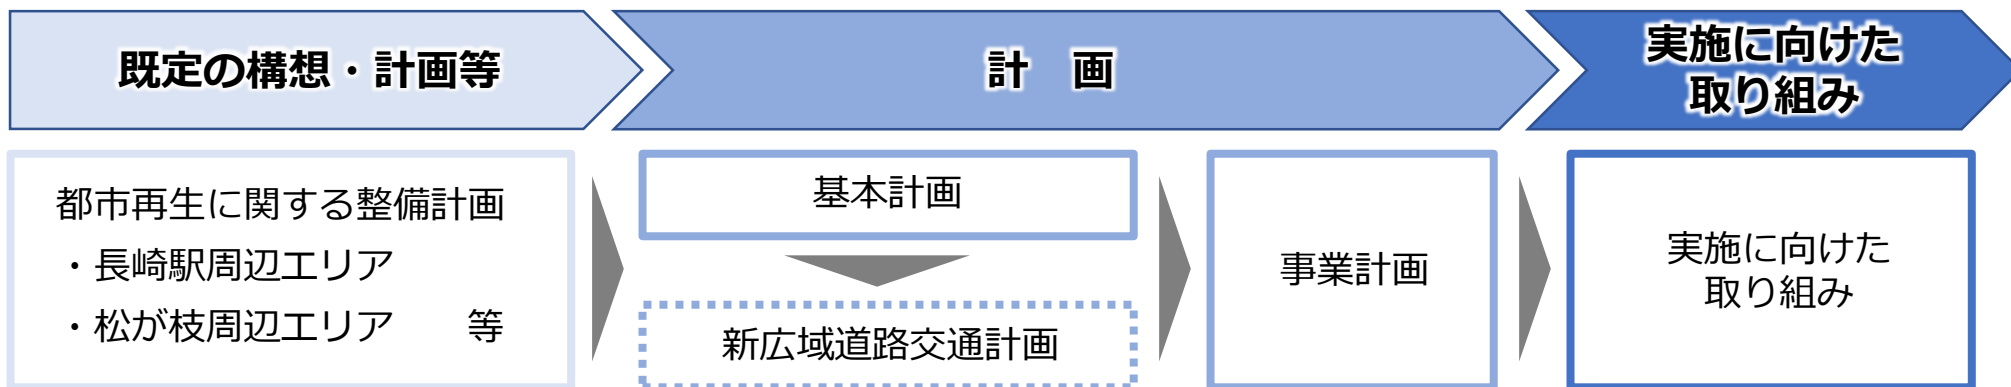 既定の構想・計画等
計　画
実施に向けた
取り組み
都市再生に関する整備計画
・長崎駅周辺エリア
・松が枝周辺エリア　　等
基本計画
新広域道路交通計画
事業計画
実施に向けた
取り組み